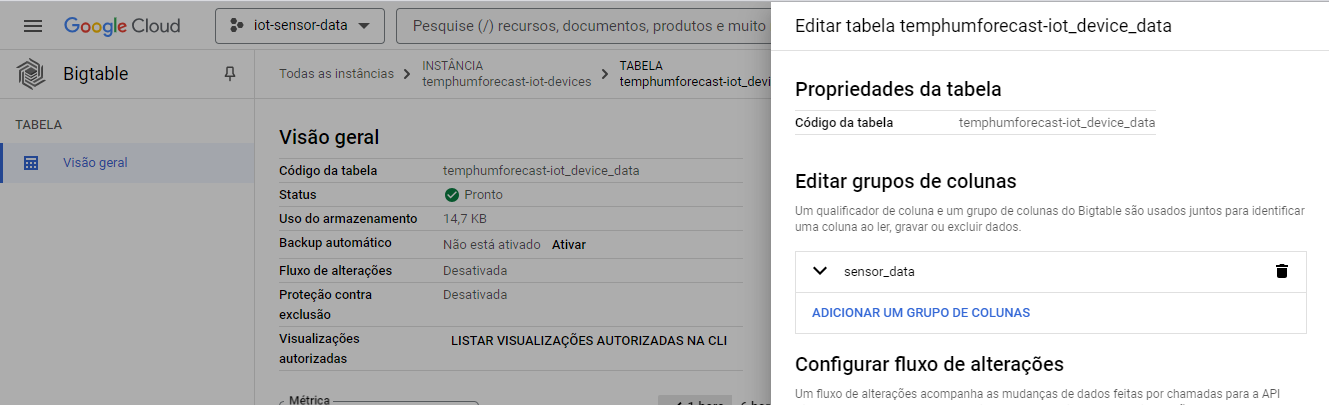 Google Cloud
iot-sensor-data
Pesquise (/) recursos, documentos, produtos e muito
Bigtable
Todas as instâncias
INSTÂNCIA
temphumforecast-iot-devices
TABELA
temphumforecast-iot_devi
TABELA
Visão geral
Visão geral
Código da tabela temphumforecast-iot_device_data
Status Pronto
Uso do armazenamento 14,7 KB
Backup automático Não está ativado Ativar
Fluxo de alterações Desativada
Proteção contra
exclusão
Desativada
Visualizações
autorizadas
LISTAR VISUALIZAÇÕES AUTORIZADAS NA CLI
Métrica
1 hora
Editar tabela temphumforecast-iot_device_data
Propriedades da tabela
Código da tabela temphumforecast-iot_device_data
Editar grupos de colunas
Um qualificador de coluna e um grupo de colunas do Bigtable são usados juntos para identificar
uma coluna ao ler, gravar ou excluir dados.
sensor_data
ADICIONAR UM GRUPO DE COLUNAS
Configurar fluxo de alterações
Um fluxo de alterações acompanha as mudanças de dados feitas por chamadas para a API